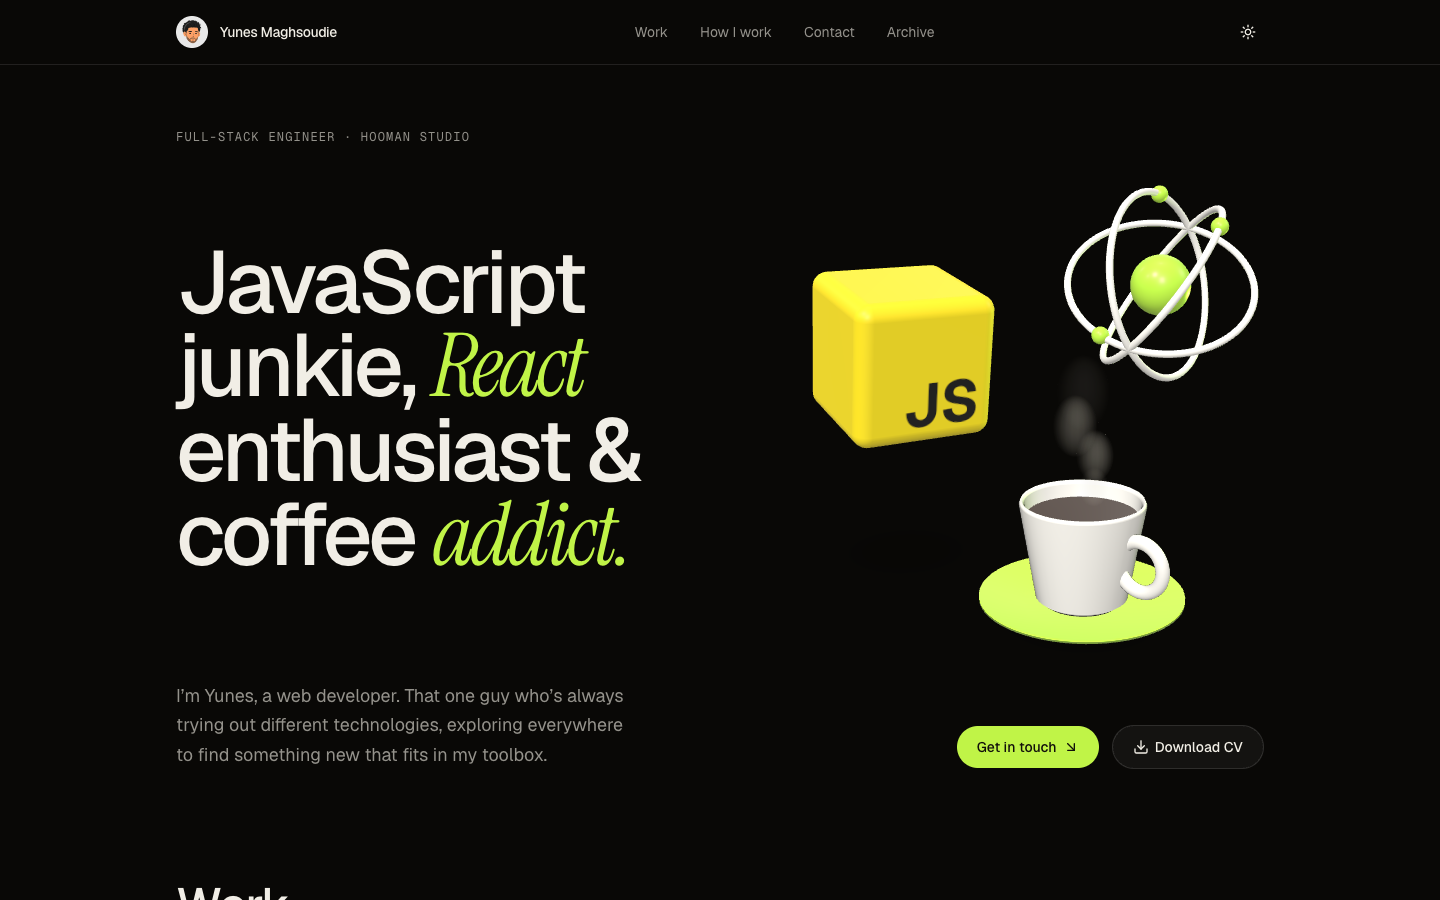 Yunes Maghsoudie
Work
How I work
Contact
Archive
FULL-STACK ENGINEER · HOOMAN STUDIO
JavaScript
junkie, React
enthusiast &
coffee addict.
JS
I’m Yunes, a web developer. That one guy who’s always
trying out different technologies, exploring everywhere
to find something new that fits in my toolbox.
Get in touch
Download CV
Work